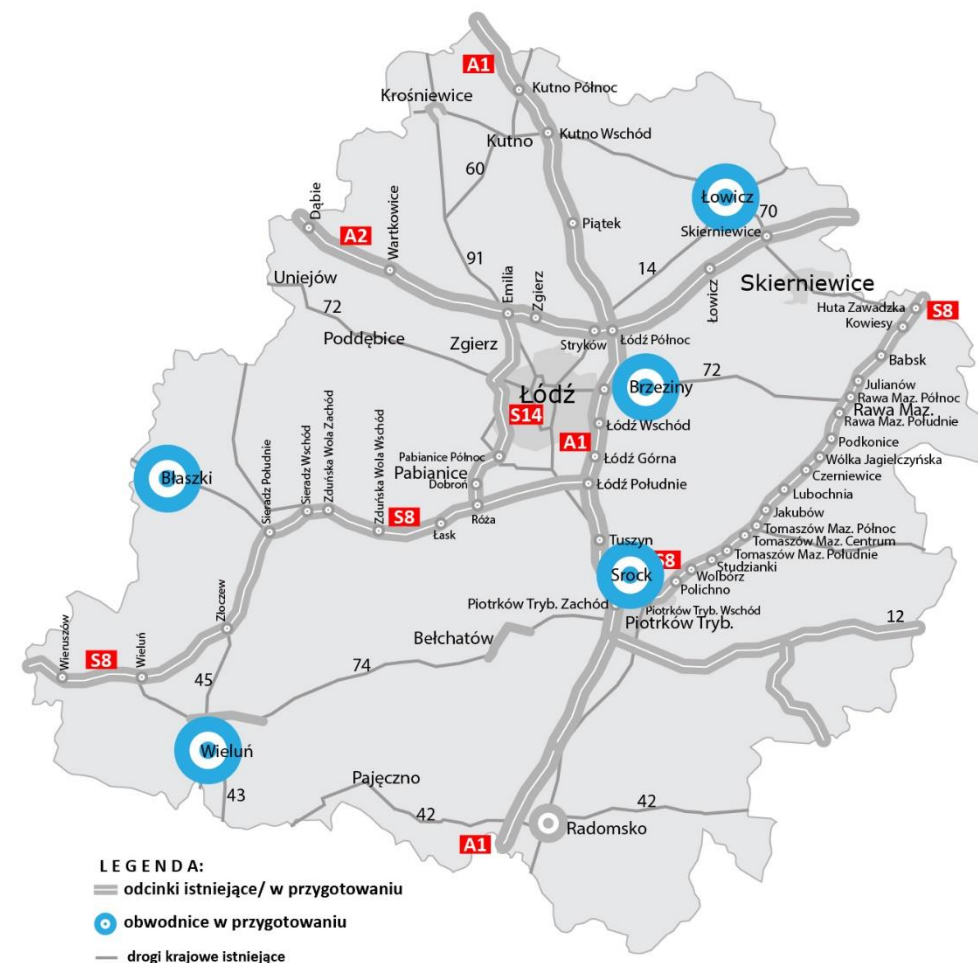 A1
Kutno Północ
Krośniewice
Kutno Wschód
Kutno
60
Łowicz
70
Dąbie
Wartkowice
A2
Piątek
Skierniewice
14
91
Uniejów
Emilia
Zgierz
Łowicz
Skierniewice
72
Huta Zawadzka
S8
Kowiesy
Poddębice
Zgierz
Stryków
Łódź Północ
Babsk
Łódź
Brzeziny
72
Julianów
Rawa Maz. Północ
Rawa Maz.
Rawa Maz. Południe
S14
Łódź Wschód
A1
Podkonice
Sieradz Południe
Sieradz Wschód
Zduńska Wola Zachód
Zduńska Wola Wschód
Pabianice Północ
Łódź Górna
Wólka Jagielczyńska
Błaszki
Pabianice
Czerniewice
Dobroń
Łódź Południe
Lubochnia
S8
Róża
Jakubów
Łask
Tomaszów Maz. Północ
Tuszyn
Tomaszów Maz. Centrum
Tomaszów Maz. Południe
S8
Studzianki
Srock
Wolbórz
Polichno
Złoczew
Piotrków Tryb. Zachód
Piotrków Tryb. Wschód
Piotrków Tryb.
12
Bełchatów
Wieruszów
S8
Wieluń
74
45
Wieluń
Pajęczno
43
42
42
Radomsko
A1
LEGENDA:
odcinki istniejące/ w przygotowaniu
obwodnice w przygotowaniu
drogi krajowe istniejące